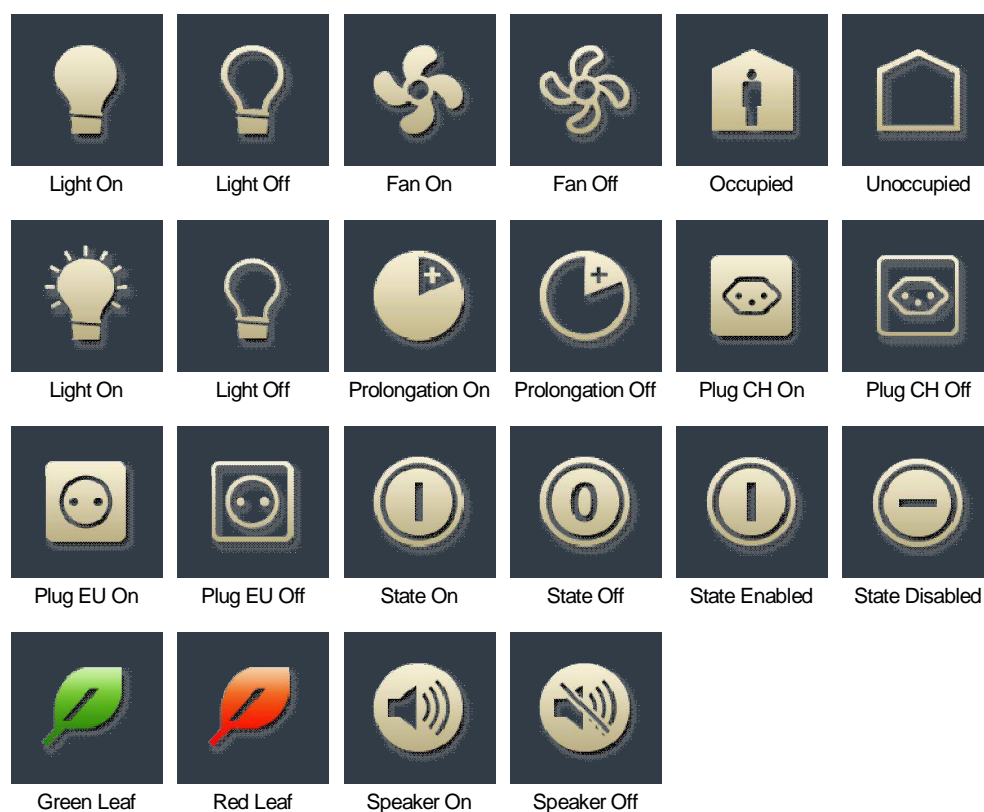 Light On
Light Off
Fan On
Fan Off
Occupied
Unoccupied
Light On
Light Off
Prolongation On
Prolongation Off
Plug CH On
Plug CH Off
Plug EU On
Plug EU Off
State On
0
State Off
State Enabled
State Disabled
Green Leaf
Red Leaf
Speaker On
Speaker Off